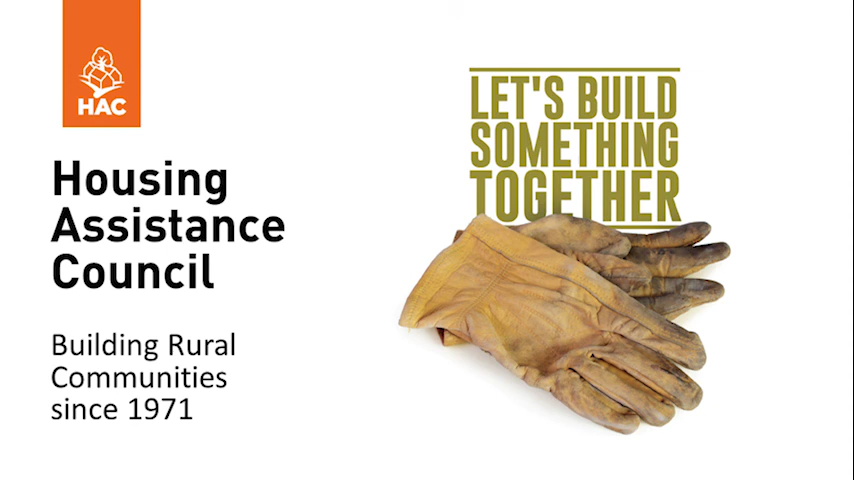 HAC
Housing
Assistance
Council
Building Rural
Communities
since 1971
LET'S BUILD
SOMETHING
TOGETHER